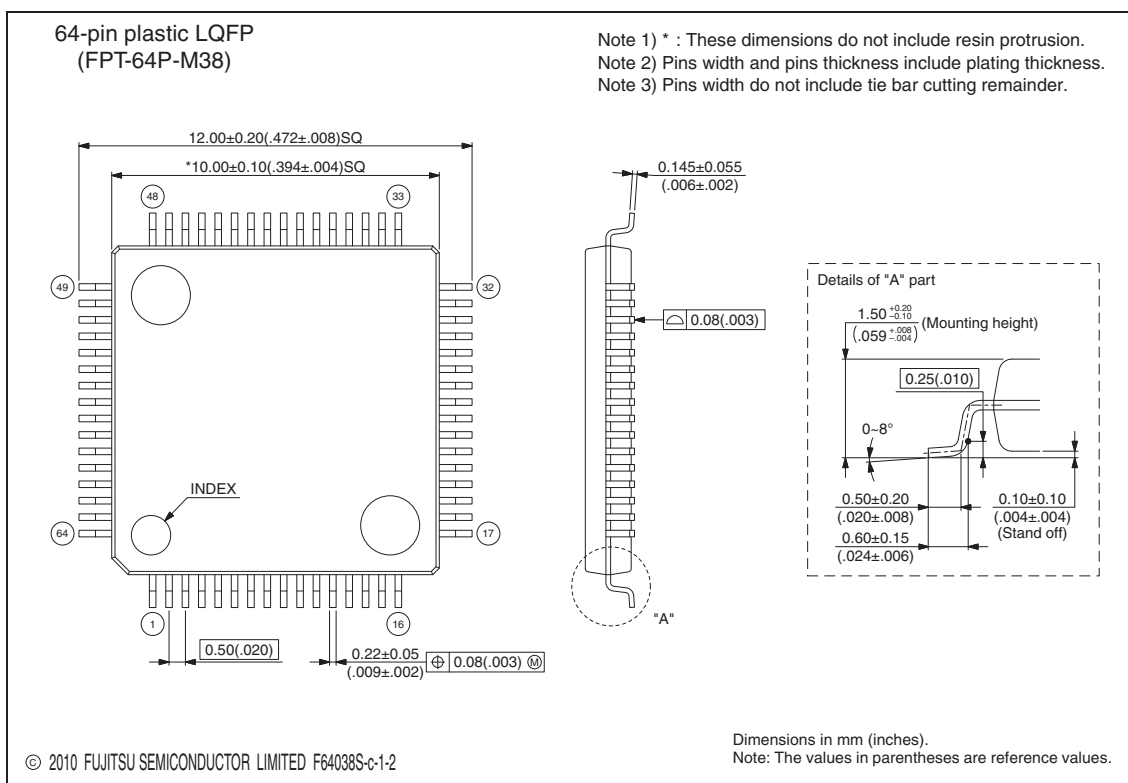 64-pin plastic LQFP
(FPT-64P-M38)
Note 1) * : These dimensions do not include resin protrusion.
Note 2) Pins width and pins thickness include plating thickness.
Note 3) Pins width do not include tie bar cutting remainder.
12.00±0.20(.472±.008)SQ
*10.00±0.10(.394±.004)SQ
48
33
49
32
INDEX
64
17
1
16
0.50(.020)
0.22±0.05
(.009±.002)
⌖ 0.08(.003) Ⓜ
0.145±0.055
(.006±.002)
⌓ 0.08(.003)
"A"
Details of "A" part
1.50 +0.20 -0.10
(.059 +.008 -.004)
(Mounting height)
0.25(.010)
0~8°
0.50±0.20
(.020±.008)
0.60±0.15
(.024±.006)
0.10±0.10
(.004±.004)
(Stand off)
© 2010 FUJITSU SEMICONDUCTOR LIMITED F64038S-c-1-2
Dimensions in mm (inches).
Note: The values in parentheses are reference values.